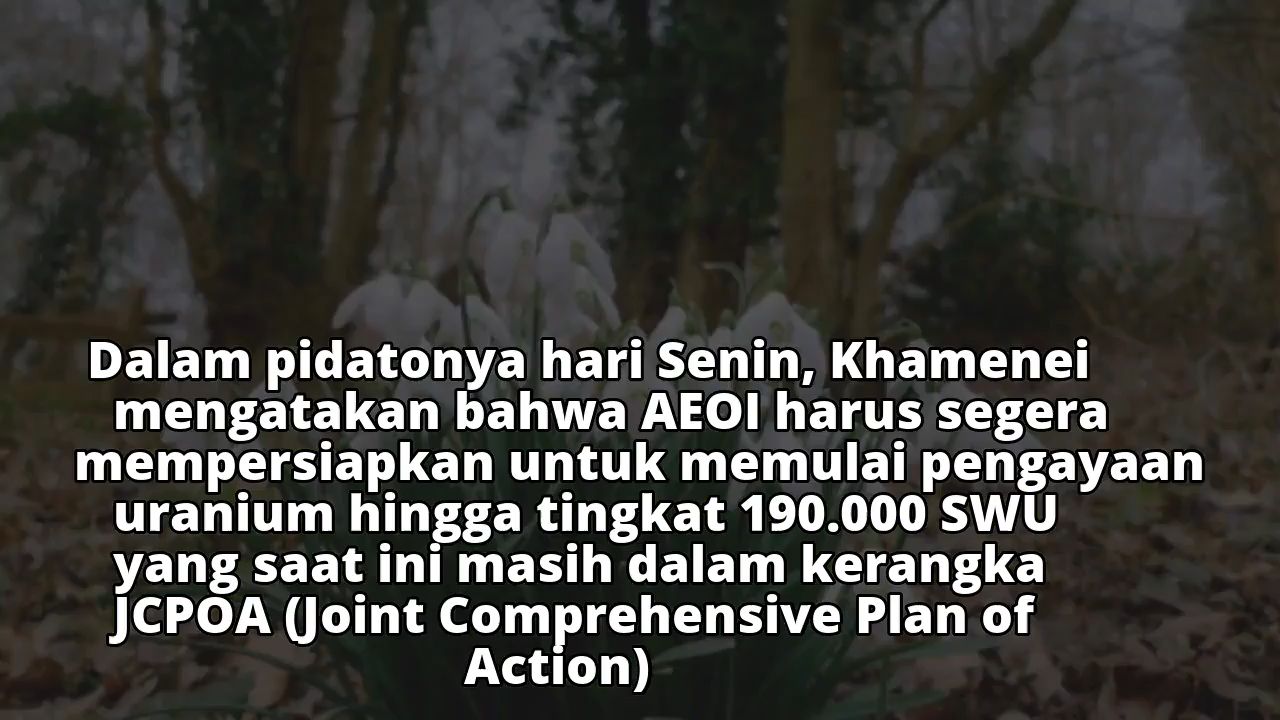 Dalam pidatonya hari Senin, Khamenei
mengatakan bahwa AEOI harus segera
mempersiapkan untuk memulai pengayaan
uranium hingga tingkat 190.000 SWU
yang saat ini masih dalam kerangka
JCPOA (Joint Comprehensive Plan of
Action)